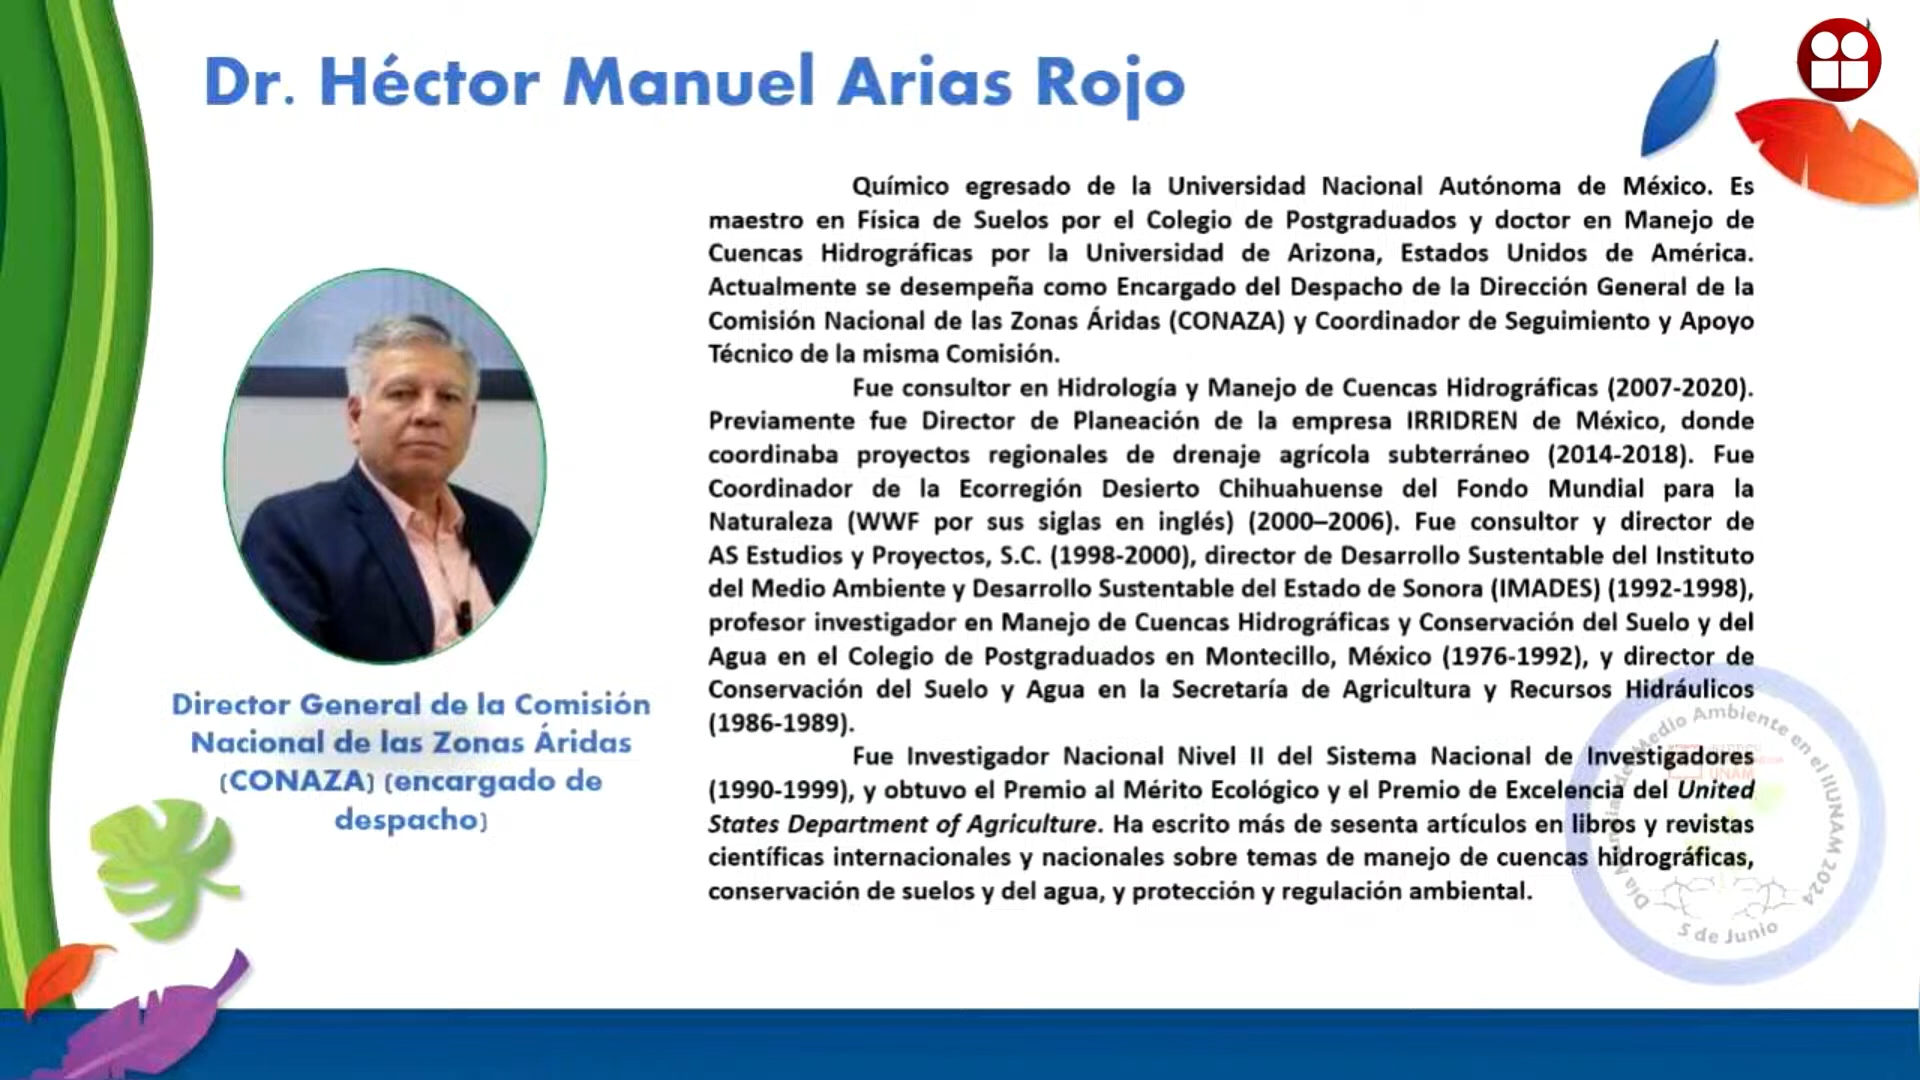 Dr. Héctor Manuel Arias Rojo
Químico egresado de la Universidad Nacional Autónoma de México. Es
maestro en Física de Suelos por el Colegio de Postgraduados y doctor en Manejo de
Cuencas Hidrográficas por la Universidad de Arizona, Estados Unidos de América.
Actualmente se desempeña como Encargado del Despacho de la Dirección General de la
Comisión Nacional de las Zonas Áridas (CONAZA) y Coordinador de Seguimiento y Apoyo
Técnico de la misma Comisión.
Fue consultor en Hidrología y Manejo de Cuencas Hidrográficas (2007-2020).
Previamente fue Director de Planeación de la empresa IRRIDREN de México, donde
coordinaba proyectos regionales de drenaje agrícola subterráneo (2014-2018). Fue
Coordinador de la Ecorregión Desierto Chihuahuense del Fondo Mundial para la
Naturaleza (WWF por sus siglas en inglés) (2000–2006). Fue consultor y director de
AS Estudios y Proyectos, S.C. (1998-2000), director de Desarrollo Sustentable del Instituto
del Medio Ambiente y Desarrollo Sustentable del Estado de Sonora (IMADES) (1992-1998),
profesor investigador en Manejo de Cuencas Hidrográficas y Conservación del Suelo y del
Agua en el Colegio de Postgraduados en Montecillo, México (1976-1992), y director de
Conservación del Suelo y Agua en la Secretaría de Agricultura y Recursos Hidráulicos
(1986-1989).
Fue Investigador Nacional Nivel II del Sistema Nacional de Investigadores
(1990-1999), y obtuvo el Premio al Mérito Ecológico y el Premio de Excelencia del United
States Department of Agriculture. Ha escrito más de sesenta artículos en libros y revistas
científicas internacionales y nacionales sobre temas de manejo de cuencas hidrográficas,
conservación de suelos y del agua, y protección y regulación ambiental.
Director General de la Comisión
Nacional de las Zonas Áridas
(CONAZA) (encargado de
despacho)
Medio Ambiente en el IIUNAM 2024
UNAM
5 de Junio